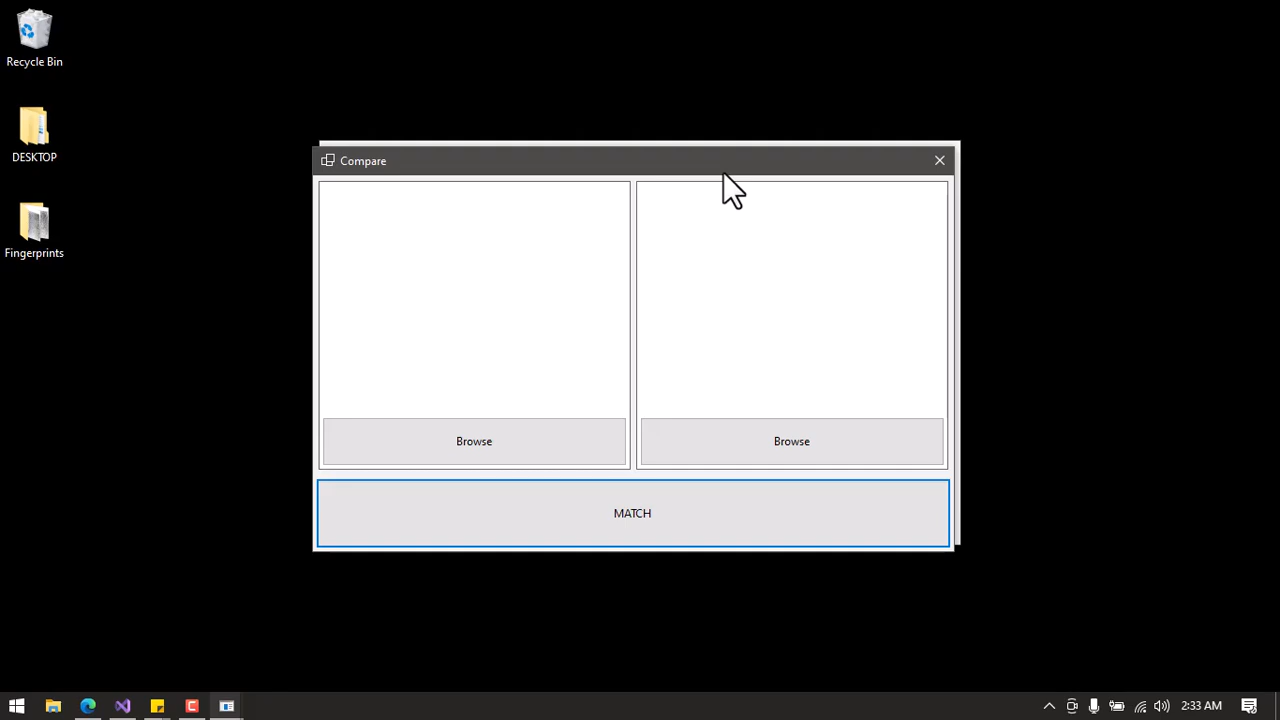 Recycle Bin
DESKTOP
Fingerprints
Compare
Browse
Browse
MATCH
2:33 AM